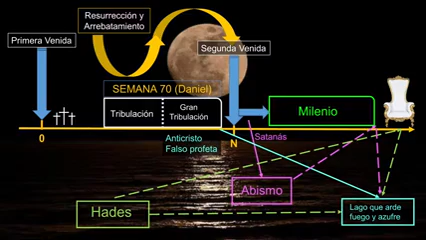 Resurrección y
Arrebatamiento
Primera Venida
Segunda Venida
SEMANA 70 (Daniel)
Tribulación
Gran
Tribulación
Milenio
0
N
Anticristo
Falso profeta
Satanás
Abismo
Hades
Lago que arde
fuego y azufre